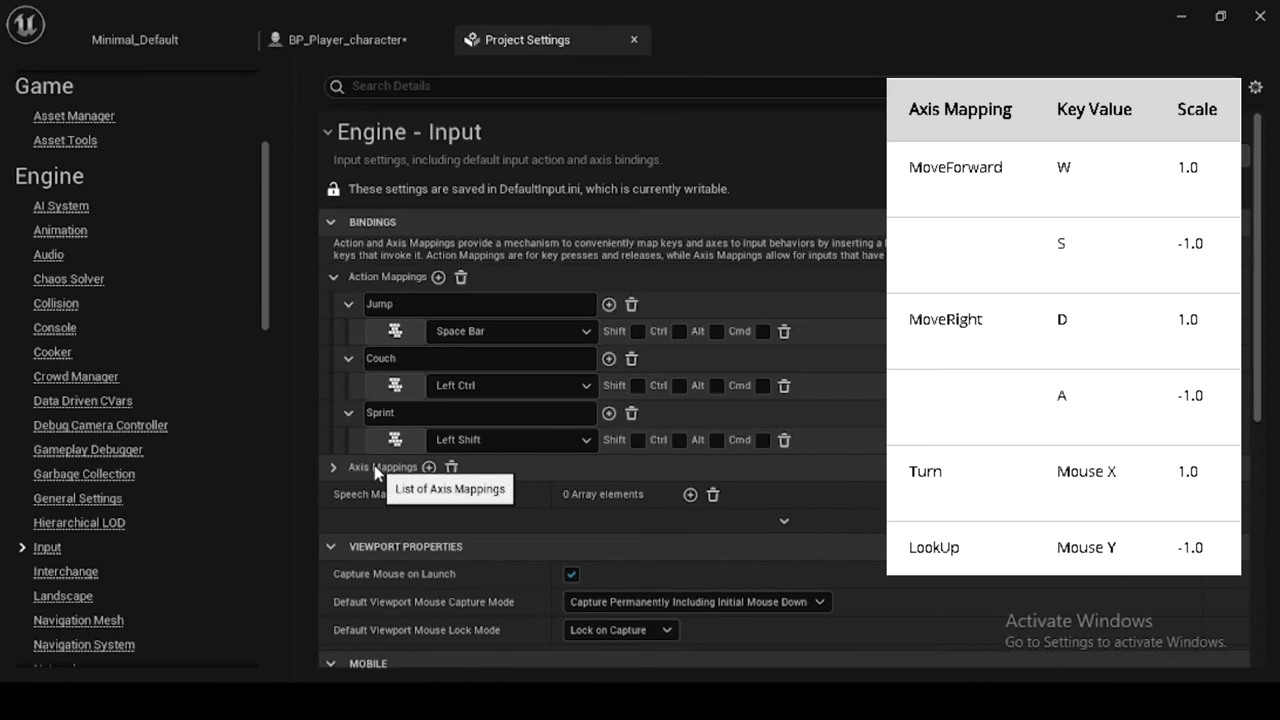 Minimal_Default
BP_Player_character•
Project Settings
Game
Asset Manager
Asset Tools
Engine
AI System
Animation
Audio
Chaos Solver
Collision
Console
Cooker
Crowd Manager
Data Driven CVars
Debug Camera Controller
Gameplay Debugger
Garbage Collection
General Settings
Hierarchical LOD
Input
Interchange
Landscape
Navigation Mesh
Navigation System
Search Details
Engine - Input
Input settings, including default input action and axis bindings.
These settings are saved in DefaultInput.ini, which is currently writable.
BINDINGS
Action and Axis Mappings provide a mechanism to conveniently map keys and axes to input behaviors by inserting a
keys that invoke it. Action Mappings are for key presses and releases, while Axis Mappings allow for inputs that have
Action Mappings
Jump
Space Bar Shift Ctrl Alt Cmd
Couch
Left Ctrl Shift Ctrl Alt Cmd
Sprint
Left Shift Shift Ctrl Alt Cmd
Axis Mappings
List of Axis Mappings
Speech 0 Array elements
VIEWPORT PROPERTIES
Capture Mouse on Launch
Default Viewport Mouse Capture Mode Capture Permanently Including Initial Mouse Down
Default Viewport Mouse Lock Mode Lock on Capture
MOBILE
Axis Mapping Key Value Scale
MoveForward W 1.0
S -1.0
MoveRight D 1.0
A -1.0
Turn Mouse X 1.0
LookUp Mouse Y -1.0
Activate Windows
Go to Settings to activate Windows.